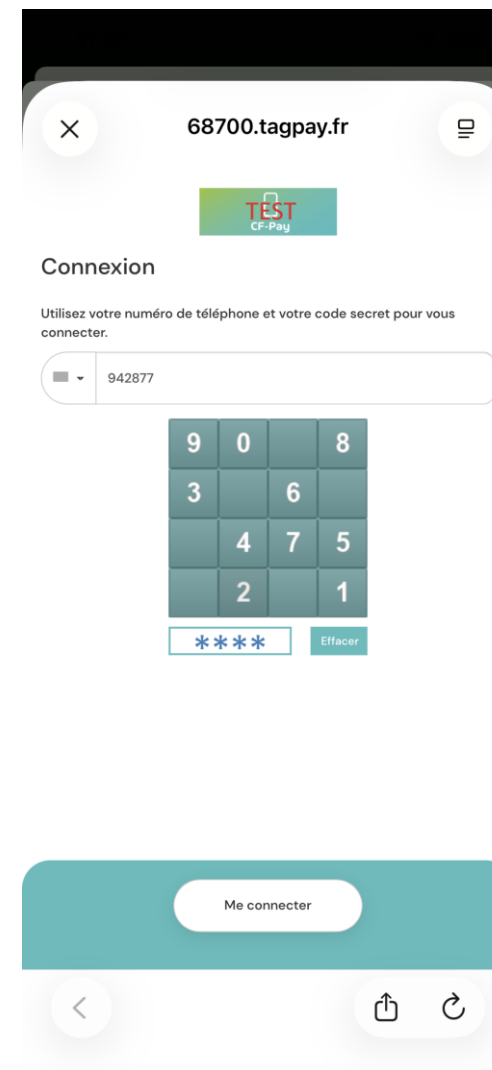 68700.tagpay.fr
TEST
CF-Pay
Connexion
Utilisez votre numéro de téléphone et votre code secret pour vous
connecter.
942877
9 0 8
3 6
4 7 5
2 1
**** Effacer
Me connecter